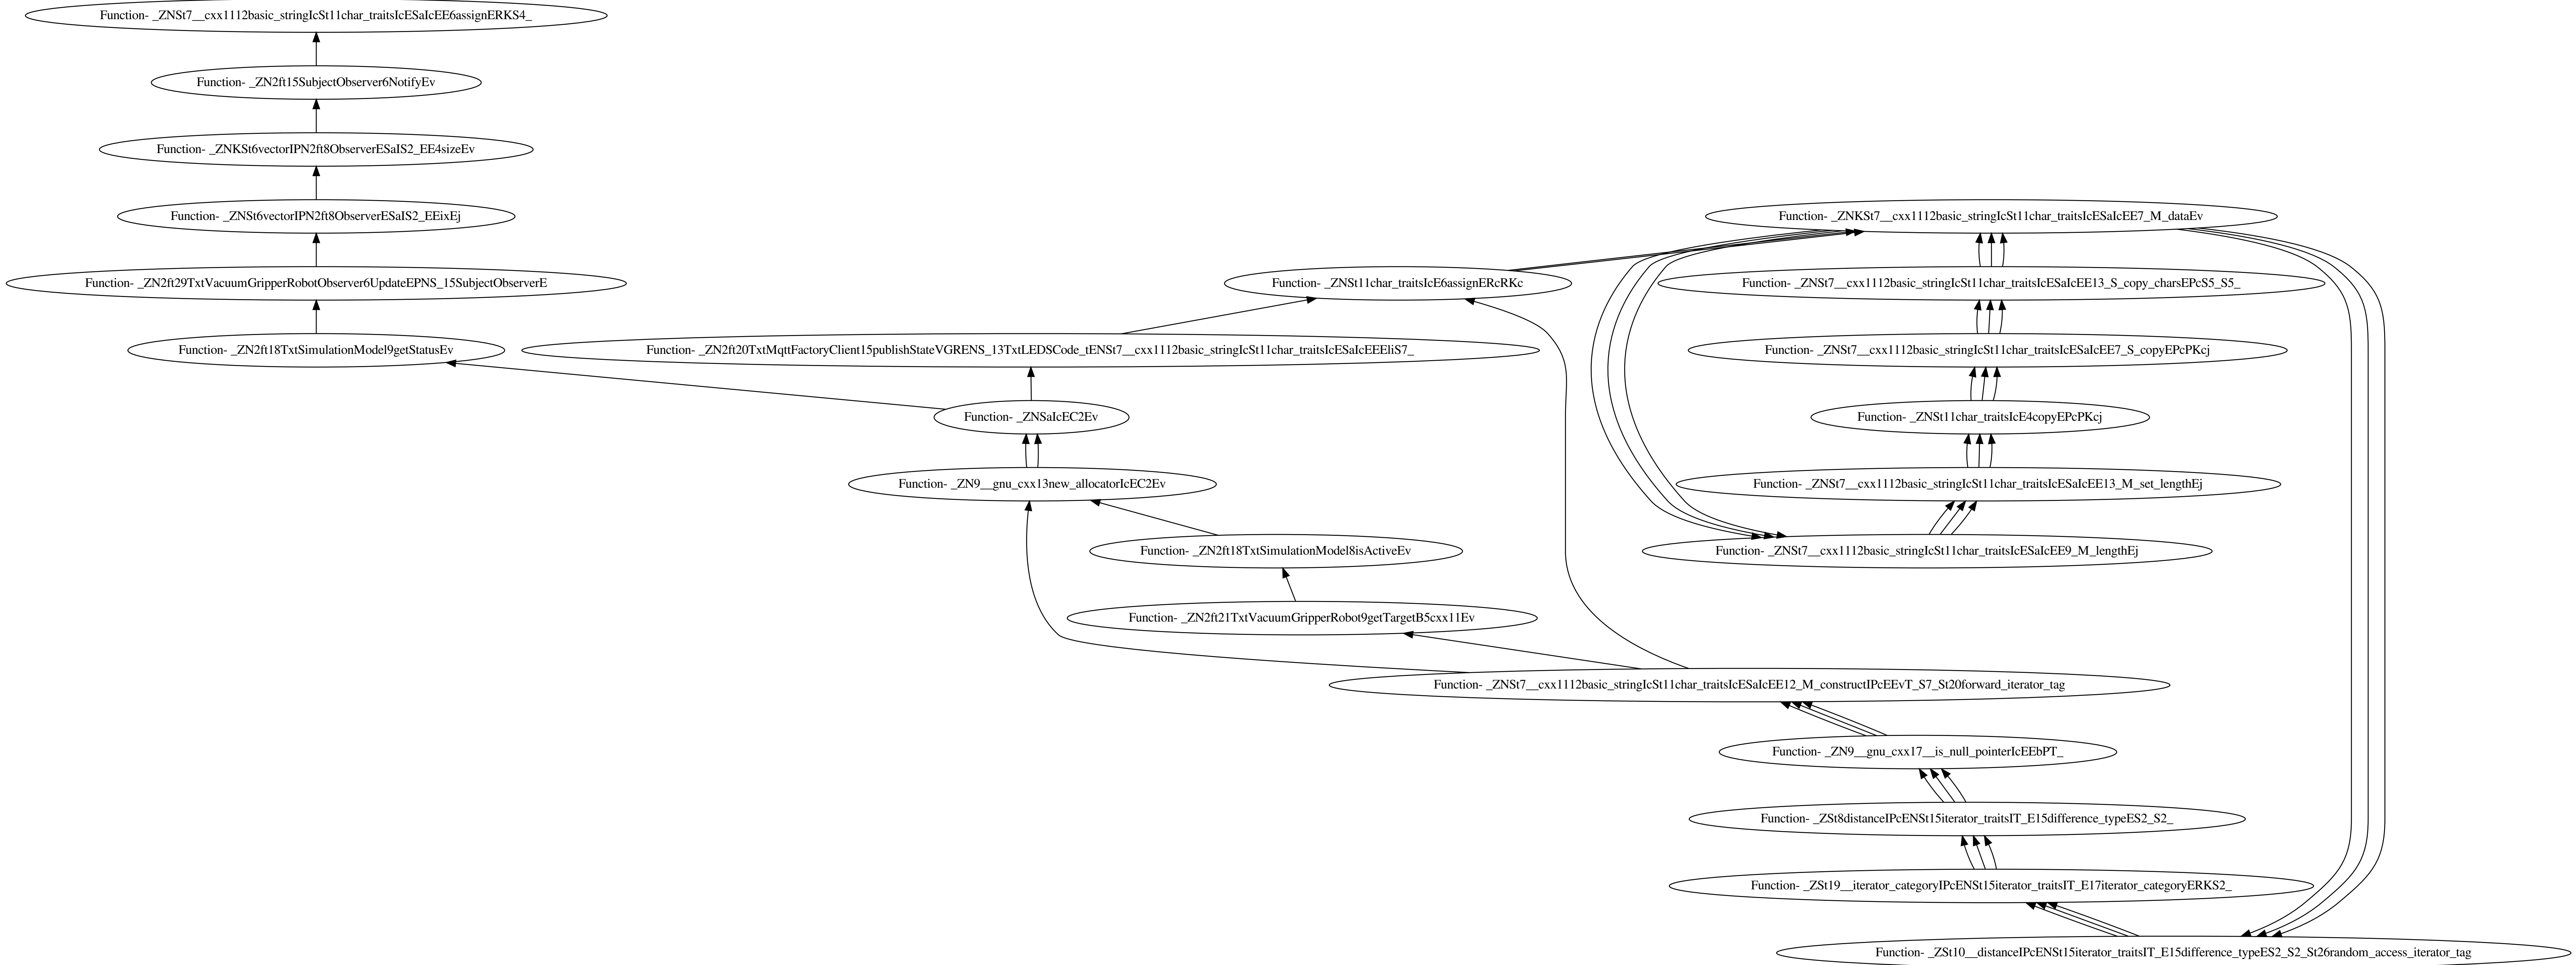 Function- _ZNSt7__cxx1112basic_stringIcSt11char_traitsIcESaIcEE6assignERKS4_
Function- _ZN2ft15SubjectObserver6NotifyEv
Function- _ZNKSt6vectorIPN2ft8ObserverESaIS2_EE4sizeEv
Function- _ZNSt6vectorIPN2ft8ObserverESaIS2_EEixEj
Function- _ZNKSt7__cxx1112basic_stringIcSt11char_traitsIcESaIcEE7_M_dataEv
Function- _ZN2ft29TxtVacuumGripperRobotObserver6UpdateEPNS_15SubjectObserverE
Function- _ZNSt11char_traitsIcE6assignERcRKc
Function- _ZNSt7__cxx1112basic_stringIcSt11char_traitsIcESaIcEE13_S_copy_charsEPcS5_S5_
Function- _ZN2ft18TxtSimulationModel9getStatusEv
Function- _ZN2ft20TxtMqttFactoryClient15publishStateVGRENS_13TxtLEDSCode_tENSt7__cxx1112basic_stringIcSt11char_traitsIcESaIcEEEliS7_
Function- _ZNSt7__cxx1112basic_stringIcSt11char_traitsIcESaIcEE7_S_copyEPcPKcj
Function- _ZNSaIcEC2Ev
Function- _ZNSt11char_traitsIcE4copyEPcPKcj
Function- _ZN9__gnu_cxx13new_allocatorIcEC2Ev
Function- _ZNSt7__cxx1112basic_stringIcSt11char_traitsIcESaIcEE13_M_set_lengthEj
Function- _ZN2ft18TxtSimulationModel8isActiveEv
Function- _ZNSt7__cxx1112basic_stringIcSt11char_traitsIcESaIcEE9_M_lengthEj
Function- _ZN2ft21TxtVacuumGripperRobot9getTargetB5cxx11Ev
Function- _ZNSt7__cxx1112basic_stringIcSt11char_traitsIcESaIcEE12_M_constructIPcEEvT_S7_St20forward_iterator_tag
Function- _ZN9__gnu_cxx17__is_null_pointerIcEEbPT_
Function- _ZSt8distanceIPcENSt15iterator_traitsIT_E15difference_typeES2_S2_
Function- _ZSt19__iterator_categoryIPcENSt15iterator_traitsIT_E17iterator_categoryERKS2_
Function- _ZSt10__distanceIPcENSt15iterator_traitsIT_E15difference_typeES2_S2_St26random_access_iterator_tag